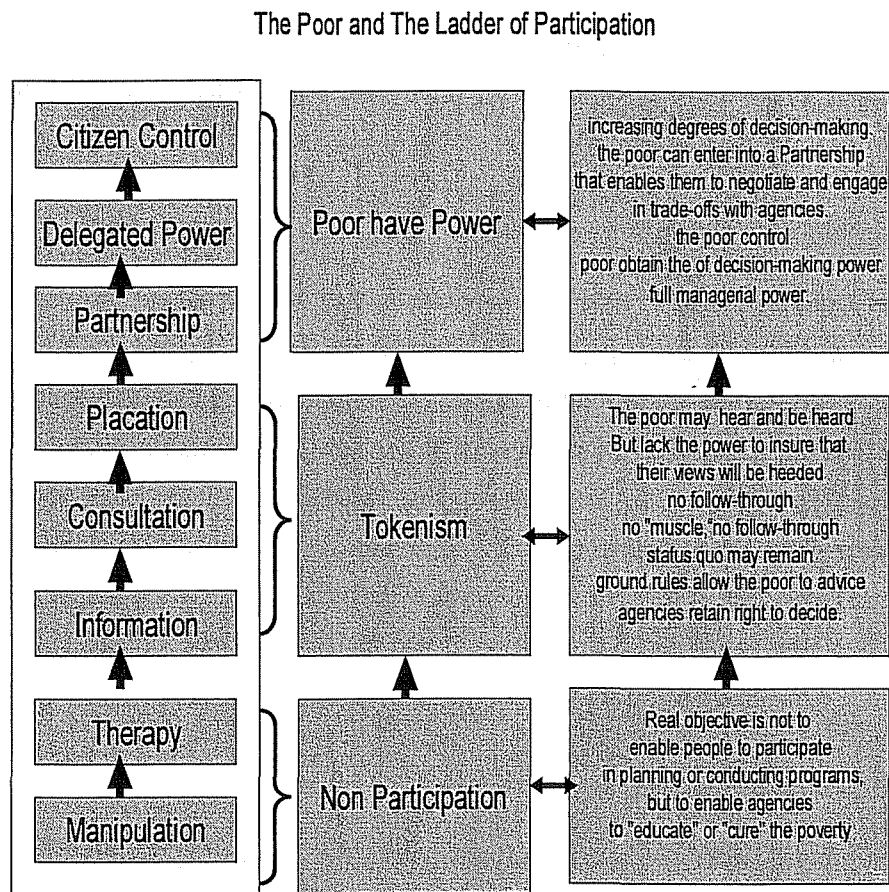 The Poor and The Ladder of Participation
Citizen Control
Delegated Power
Partnership
Placation
Consultation
Information
Therapy
Manipulation
Poor have Power
Tokenism
Non Participation
increasing degrees of decision-making.
the poor can enter into a Partnership
that enables them to negotiate and engage
in trade-offs with agencies.
the poor control
poor obtain the of decision-making power
full managerial power.
The poor may hear and be heard
But lack the power to insure that
their views will be heeded
no follow-through
no "muscle," no follow-through
status quo may remain
ground rules allow the poor to advice
agencies retain right to decide.
Real objective is not to
enable people to participate
in planning or conducting programs,
but to enable agencies
to "educate" or "cure" the poverty